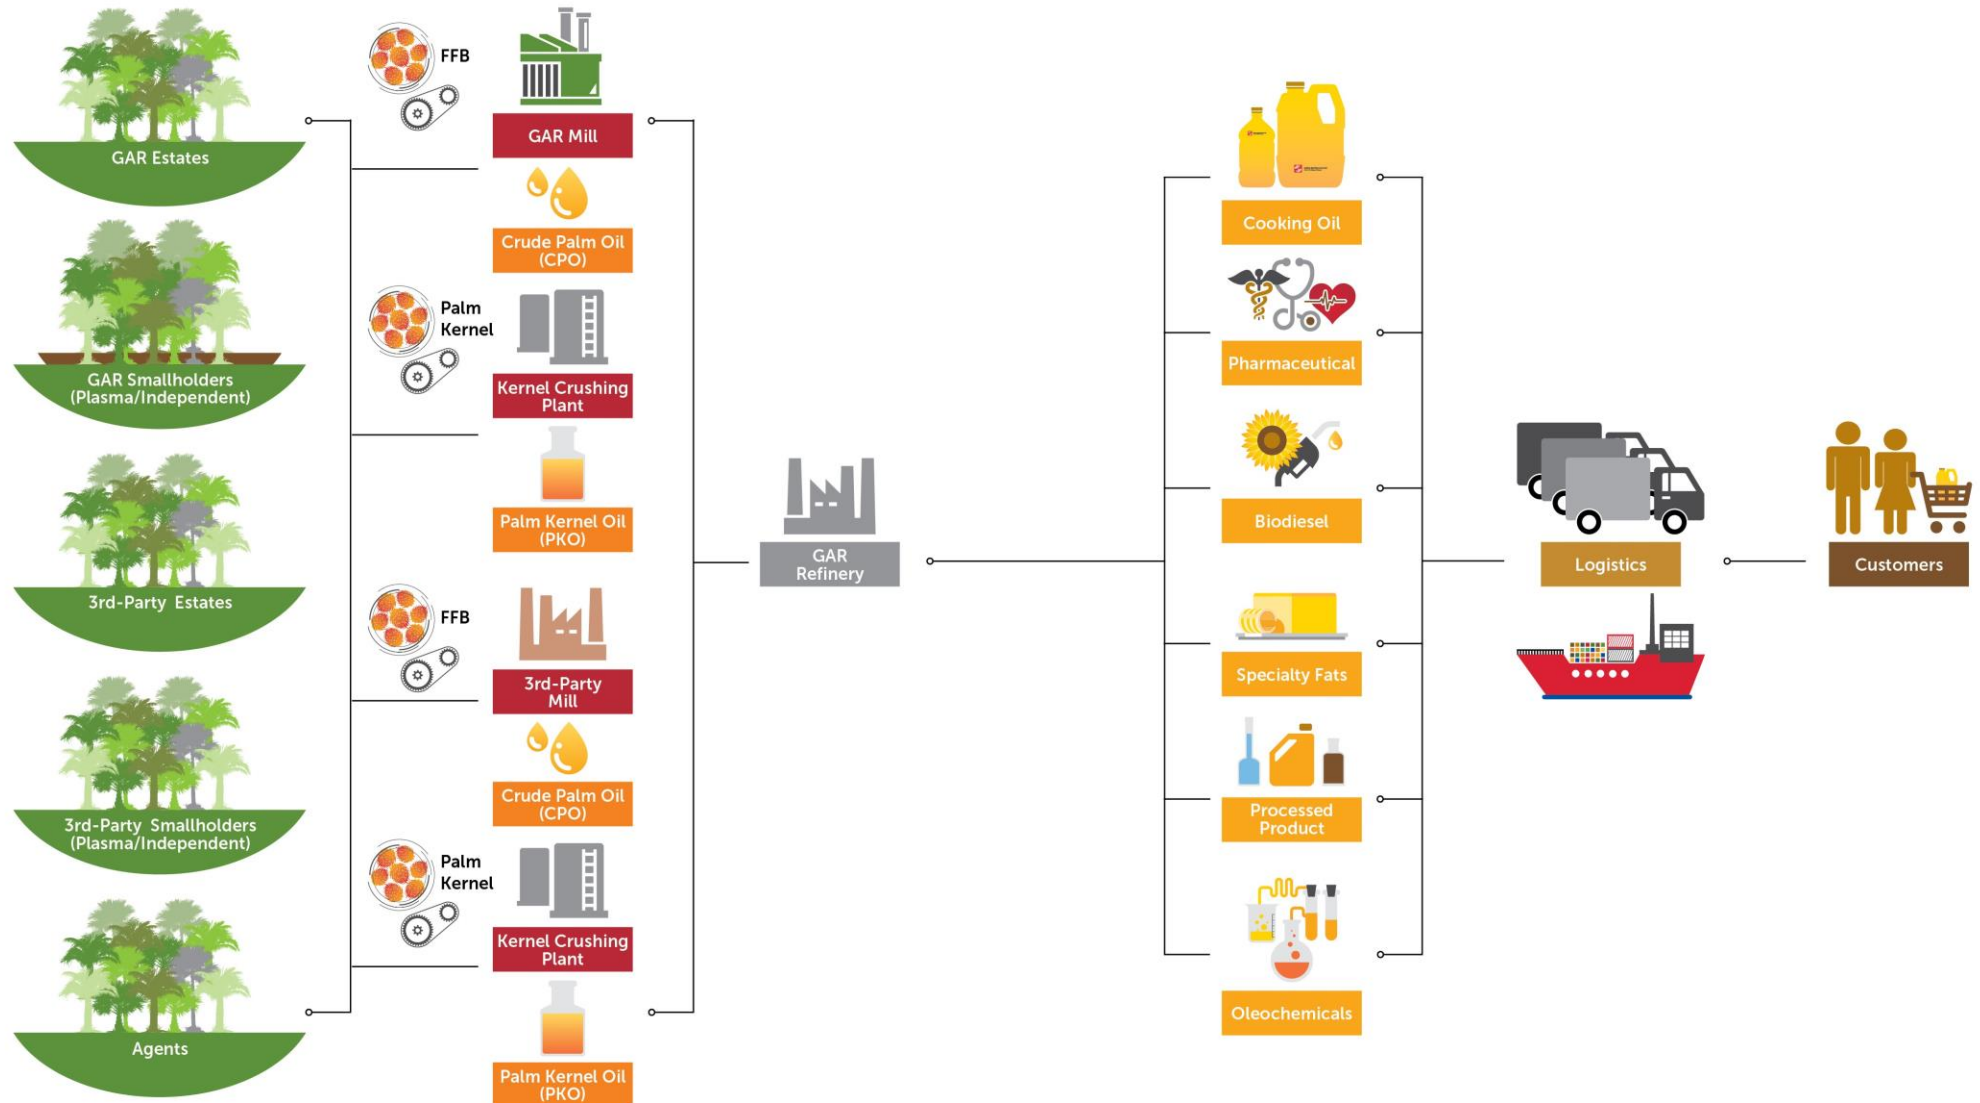 GAR Estates
GAR Smallholders
(Plasma/Independent)
3rd-Party Estates
3rd-Party Smallholders
(Plasma/Independent)
Agents
FFB
GAR Mill
Crude Palm Oil
(CPO)
Palm
Kernel
Kernel Crushing
Plant
Palm Kernel Oil
(PKO)
FFB
3rd-Party
Mill
Crude Palm Oil
(CPO)
Palm
Kernel
Kernel Crushing
Plant
Palm Kernel Oil
(PKO)
GAR
Refinery
Cooking Oil
Pharmaceutical
Biodiesel
Specialty Fats
Processed
Product
Oleochemicals
Logistics
Customers